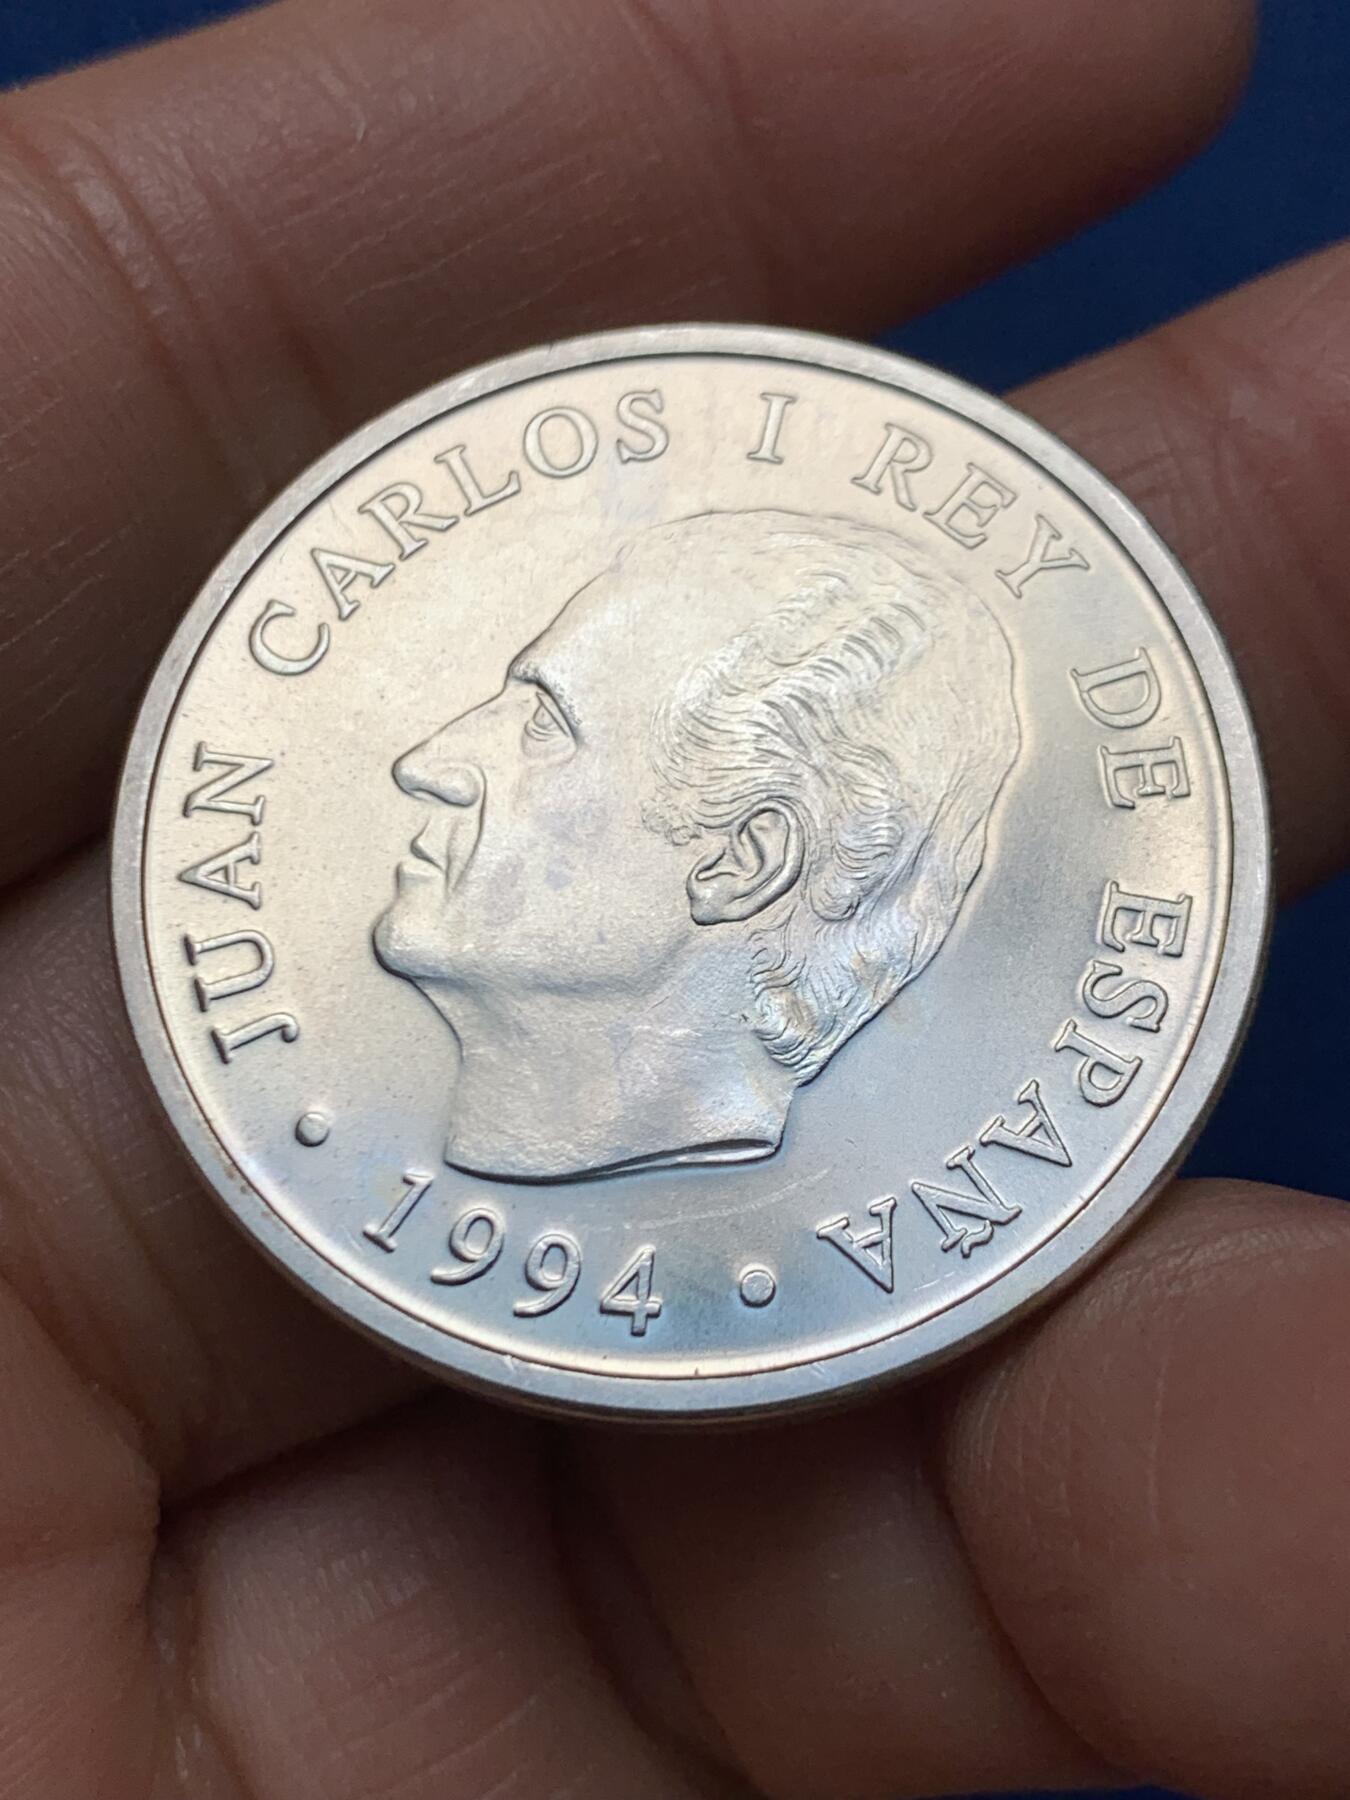 JUAN CARLOS I REY DE ESPAÑA
• 1994 •